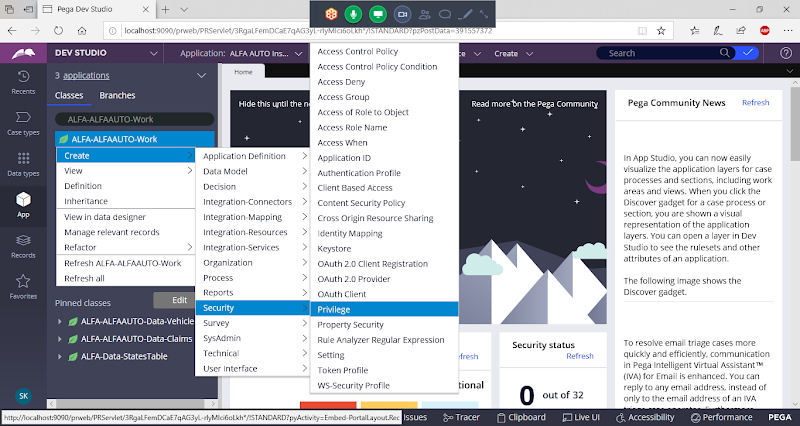 Pega Dev Studio
localhost:9090/prweb/PRServlet/3RgaLFemDCaE7qAG3yL-rlyMlci6oLkh*/!STANDARD?pzPostData=391557372
DEV STUDIO
Application: ALFA AUTO Ins...
Create
Search
3 applications
Classes
Branches
ALFA-ALFAAUTO-Work
ALFA-ALFAAUTO-Work
Create
View
Definition
Inheritance
View in data designer
Manage relevant records
Refactor
Refresh ALFA-ALFAAUTO-Work
Refresh all
Pinned classes
Edit
ALFA-ALFAAUTO-Data-Vehicle
ALFA-ALFAAUTO-Data-Claims
ALFA-Data-StatesTable
Recents
Case types
Data types
App
Records
Favorites
SK
Application Definition
Data Model
Decision
Integration-Connectors
Integration-Mapping
Integration-Resources
Integration-Services
Organization
Process
Reports
Security
Survey
SysAdmin
Technical
User Interface
Access Control Policy
Access Control Policy Condition
Access Deny
Access Group
Access of Role to Object
Access Role Name
Access When
Application ID
Authentication Profile
Client Based Access
Content Security Policy
Cross Origin Resource Sharing
Identity Mapping
Keystore
OAuth 2.0 Client Registration
OAuth 2.0 Provider
OAuth Client
Privilege
Property Security
Rule Analyzer Regular Expression
Setting
Token Profile
WS-Security Profile
Home
Hide this until the ne
Read more on the Pega Community
Refresh
tional
Security status
Refresh
0 out of 32
Pega Community News
Refresh
In App Studio, you can now easily
visualize the application layers for case
processes and sections, including work
areas and views. When you click the
Discover gadget for a case process or
section, you are shown a visual
representation of the application
layers. You can open a layer in Dev
Studio to see the rulesets and other
attributes of an application.
The following image shows the
Discover gadget.
To resolve email triage cases more
quickly and efficiently, communication
in Pega Intelligent Virtual Assistant™
(IVA) for Email is enhanced. You can
reply to any email address, instead of
only to the email address of an IVA
http://localhost:9090/prweb/PRServlet/3RgaLFemDCaE7qAG3yL-rlyMlci6oLkh*/!STANDARD?pyActivity=Embed-PortalLayout.Rec
Issues
Tracer
Clipboard
Live UI
Accessibility
Performance
PEGA